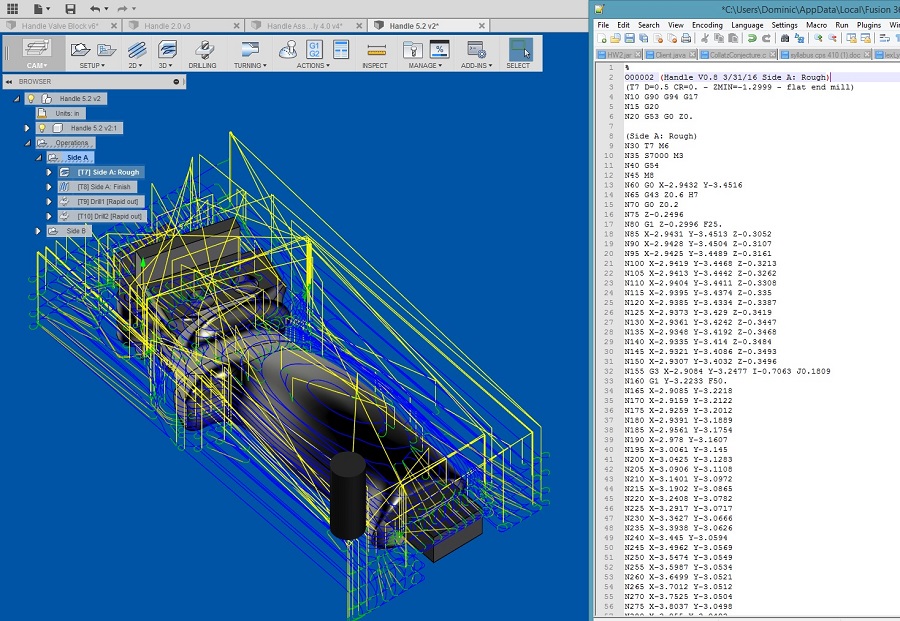 Handle Valve Block v6*
Handle 2.0 v3
Handle Ass....ly 4.0 v4*
Handle 5.2 v2*
CAM
SETUP
2D
3D
DRILLING
TURNING
G1
G2
ACTIONS
INSPECT
MANAGE
ADD-INS
SELECT
BROWSER
Handle 5.2 v2
Units: in
Handle 5.2 v2:1
Operations
Side A
[T7] Side A: Rough
[T8] Side A: Finish
[T9] Drill1 [Rapid out]
[T10] Drill2 [Rapid out]
Side B
*C:\Users\Dominic\AppData\Local\Fusion 36
File Edit Search View Encoding Language Settings Macro Run Plugins Win
HW2.jar
Client.java
CollatzConjecture.c
syllabus cps 410 (1).doc
1 %
2 O00002 (Handle V0.8 3/31/16 Side A: Rough)
3 (T7 D=0.5 CR=0. - ZMIN=-1.2999 - flat end mill)
4 N10 G90 G94 G17
5 N15 G20
6 N20 G53 G0 Z0.
7
8 (Side A: Rough)
9 N30 T7 M6
10 N35 S7000 M3
11 N40 G54
12 N45 M8
13 N60 G0 X-2.9432 Y-3.4516
14 N65 G43 Z0.6 H7
15 N70 G0 Z0.2
16 N75 Z-0.2496
17 N80 G1 Z-0.2996 F25.
18 N85 X-2.9431 Y-3.4513 Z-0.3052
19 N90 X-2.9428 Y-3.4504 Z-0.3107
20 N95 X-2.9425 Y-3.4489 Z-0.3161
21 N100 X-2.9419 Y-3.4468 Z-0.3213
22 N105 X-2.9413 Y-3.4442 Z-0.3262
23 N110 X-2.9404 Y-3.4411 Z-0.3308
24 N115 X-2.9395 Y-3.4374 Z-0.335
25 N120 X-2.9385 Y-3.4334 Z-0.3387
26 N125 X-2.9373 Y-3.429 Z-0.3419
27 N130 X-2.9361 Y-3.4242 Z-0.3447
28 N135 X-2.9348 Y-3.4192 Z-0.3468
29 N140 X-2.9335 Y-3.414 Z-0.3484
30 N145 X-2.9321 Y-3.4086 Z-0.3493
31 N150 X-2.9307 Y-3.4032 Z-0.3496
32 N155 G3 X-2.9084 Y-3.2477 I-0.7063 J0.1809
33 N160 G1 Y-3.2233 F50.
34 N165 X-2.9085 Y-3.2218
35 N170 X-2.9159 Y-3.2122
36 N175 X-2.9259 Y-3.2012
37 N180 X-2.9391 Y-3.1889
38 N185 X-2.9561 Y-3.1754
39 N190 X-2.978 Y-3.1607
40 N195 X-3.0061 Y-3.145
41 N200 X-3.0425 Y-3.1283
42 N205 X-3.0906 Y-3.1108
43 N210 X-3.1401 Y-3.0972
44 N215 X-3.1902 Y-3.0865
45 N220 X-3.2408 Y-3.0782
46 N225 X-3.2917 Y-3.0717
47 N230 X-3.3427 Y-3.0666
48 N235 X-3.3938 Y-3.0626
49 N240 X-3.445 Y-3.0594
50 N245 X-3.4962 Y-3.0569
51 N250 X-3.5474 Y-3.0549
52 N255 X-3.5987 Y-3.0534
53 N260 X-3.6499 Y-3.0521
54 N265 X-3.7012 Y-3.0512
55 N270 X-3.7525 Y-3.0504
56 N275 X-3.8037 Y-3.0498
57